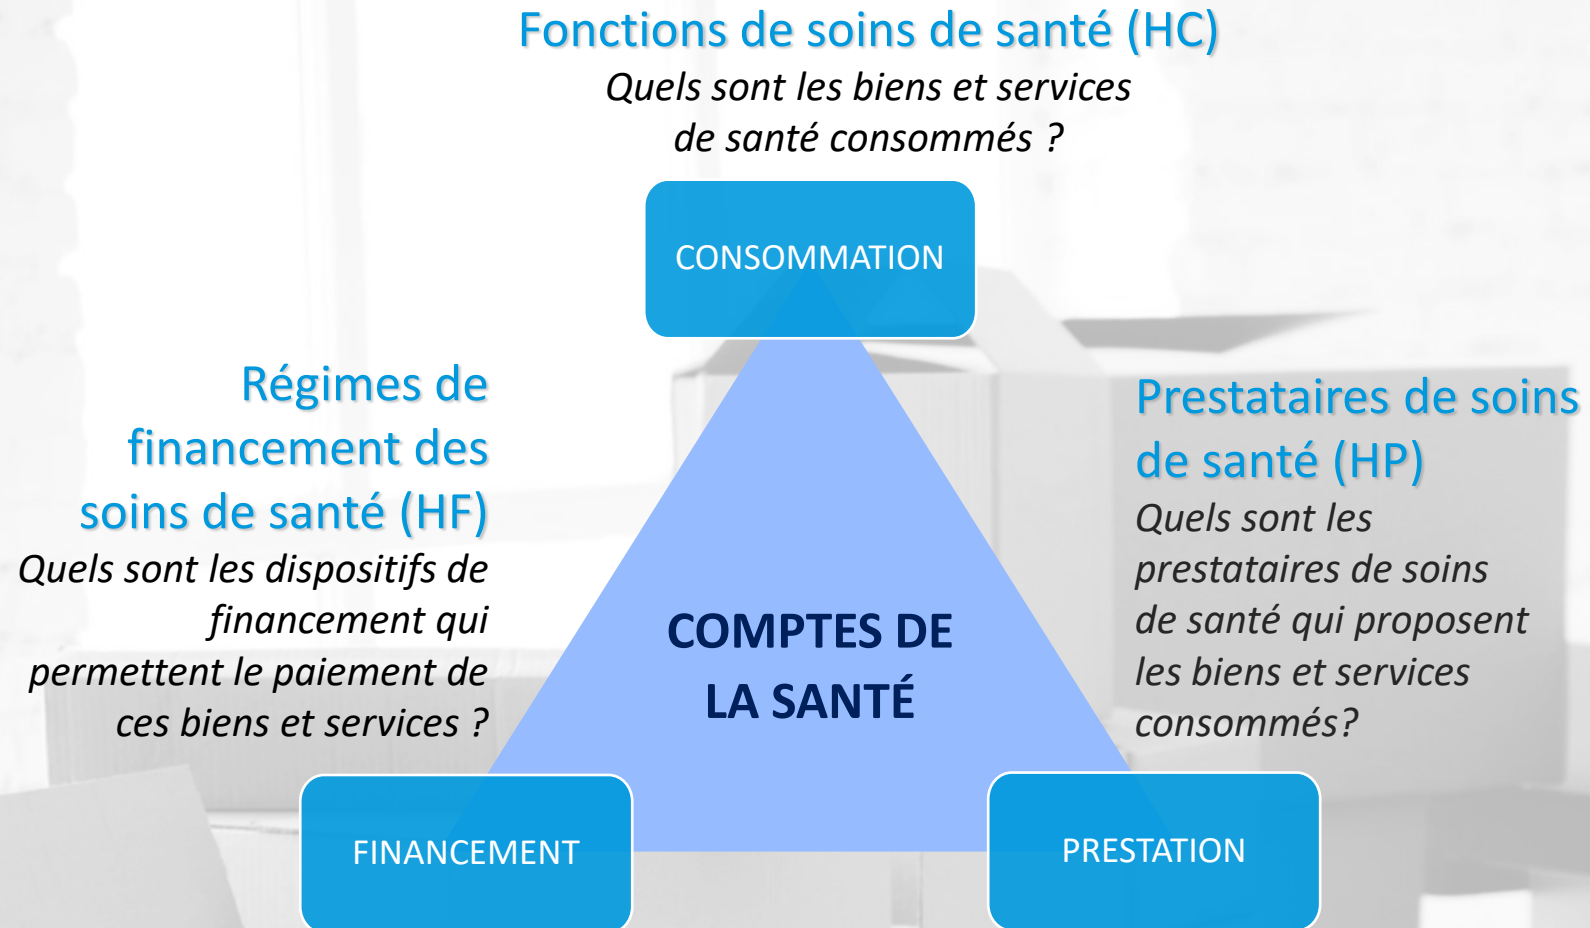 Fonctions de soins de santé (HC)
Quels sont les biens et services
de santé consommés ?
CONSOMMATION
Régimes de
financement des
soins de santé (HF)
Quels sont les dispositifs de
financement qui
permettent le paiement de
ces biens et services ?
Prestataires de soins
de santé (HP)
Quels sont les
prestataires de soins
de santé qui proposent
les biens et services
consommés?
COMPTES DE
LA SANTÉ
FINANCEMENT
PRESTATION